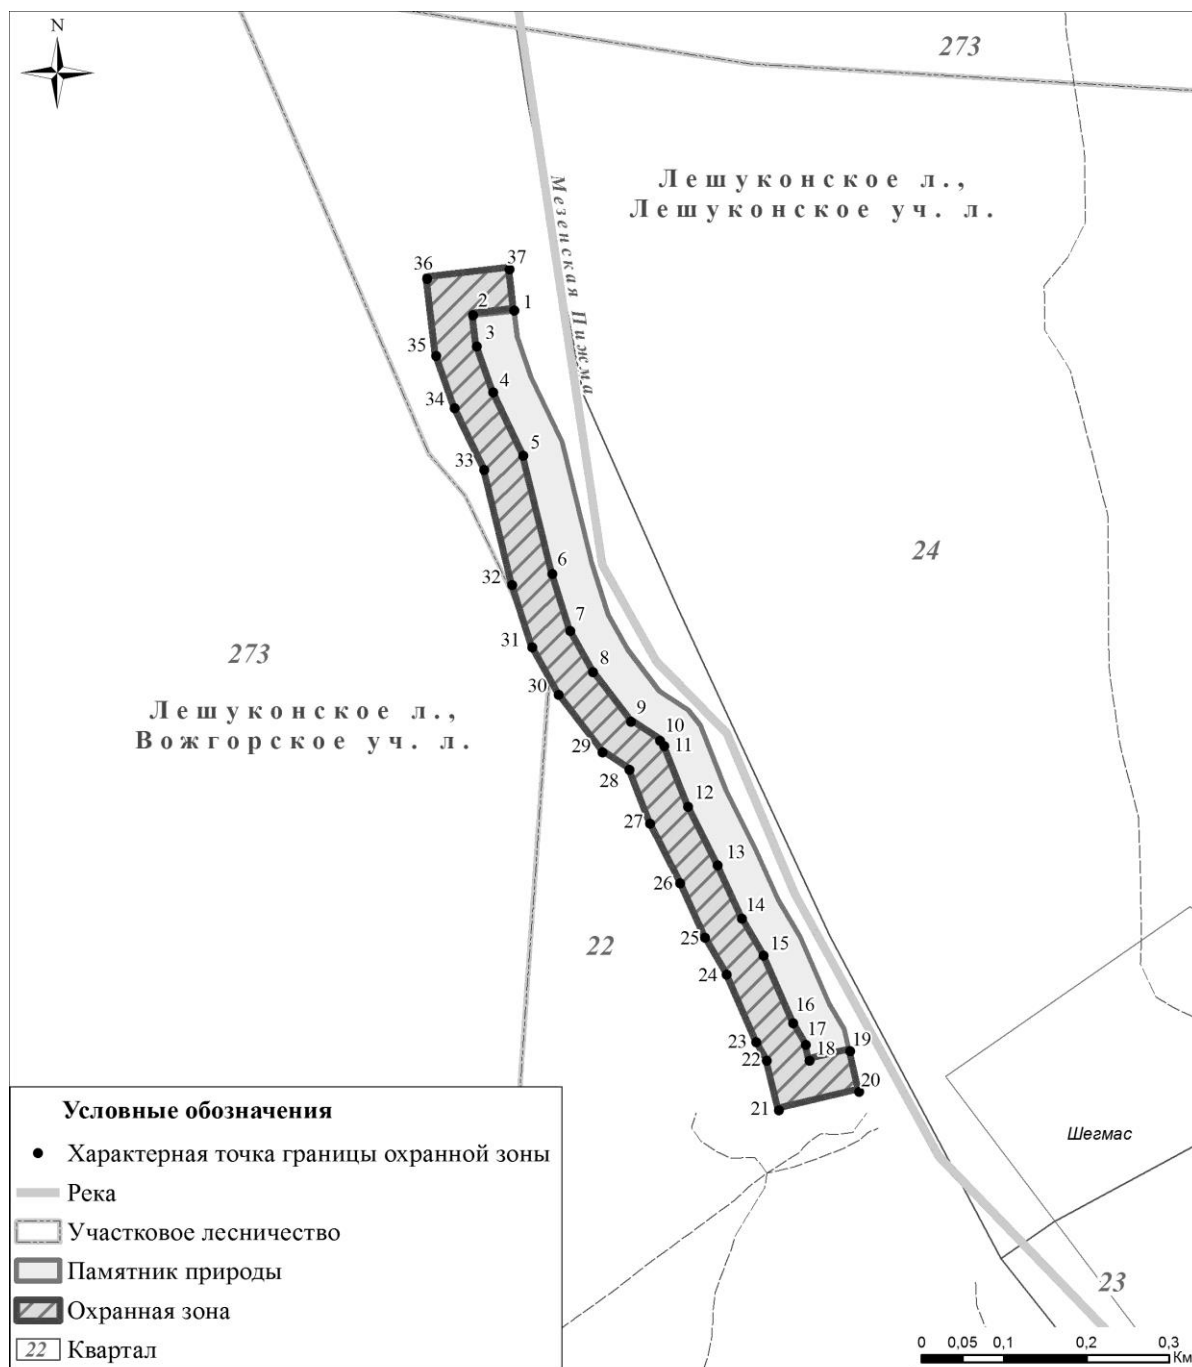 N
273
Лешуконское л.,
Лешуконское уч. л.
Мезенская Пижма
37
36
1
2
3
35
4
34
5
33
24
6
32
7
31
8
273
30
Лешуконское л.,
Вожгорское уч. л.
9
10
11
29
28
12
27
13
26
14
22
25
15
24
16
17
23
18
19
22
20
21
Условные обозначения
Характерная точка границы охранной зоны
Шегмас
Река
Участковое лесничество
Памятник природы
Охранная зона
23
22 Квартал
0 0,05 0,1 0,2 0,3
Км